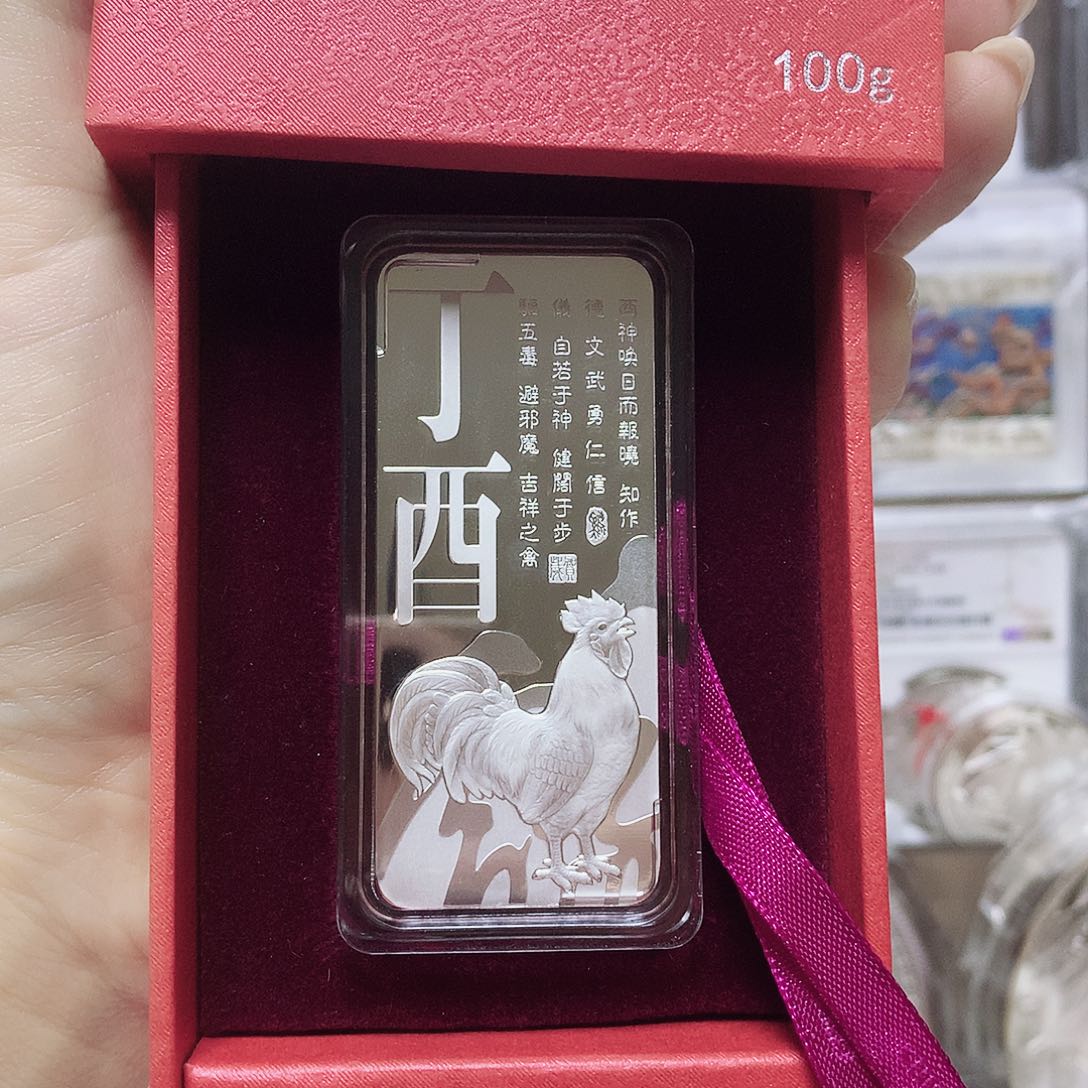 100g
丁酉
酉神唤日而報曉 知作
德 文武勇仁信
儀 自若于神 健闊于步
驅五毒 避邪魔 吉祥之禽